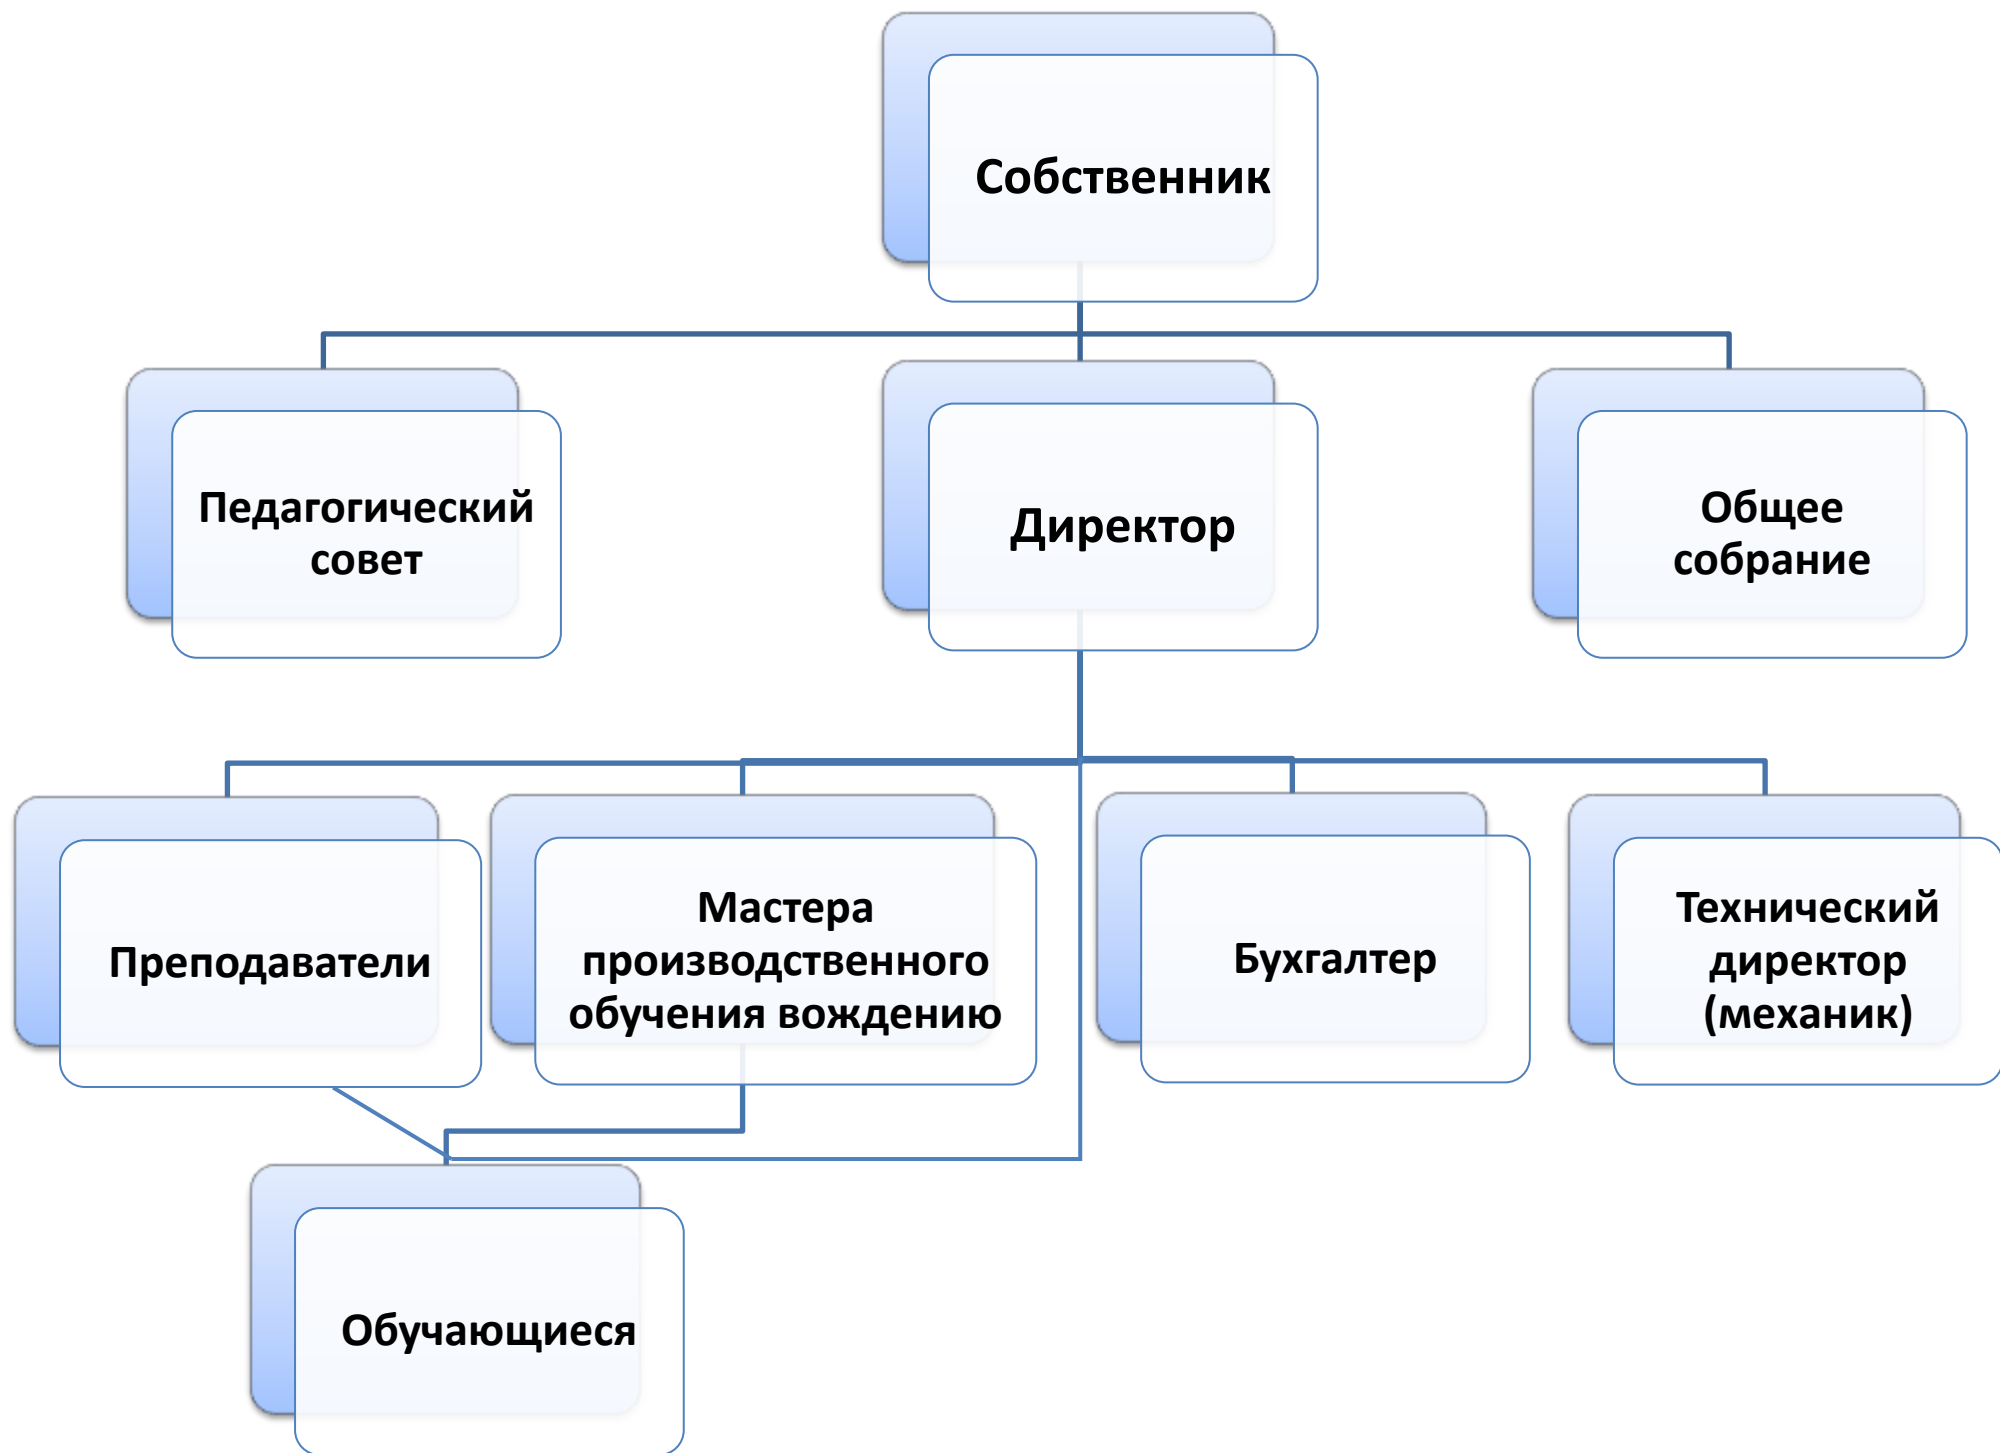 Собственник
Педагогический
совет
Директор
Общее
собрание
Преподаватели
Мастера
производственного
обучения вождению
Бухгалтер
Технический
директор
(механик)
Обучающиеся